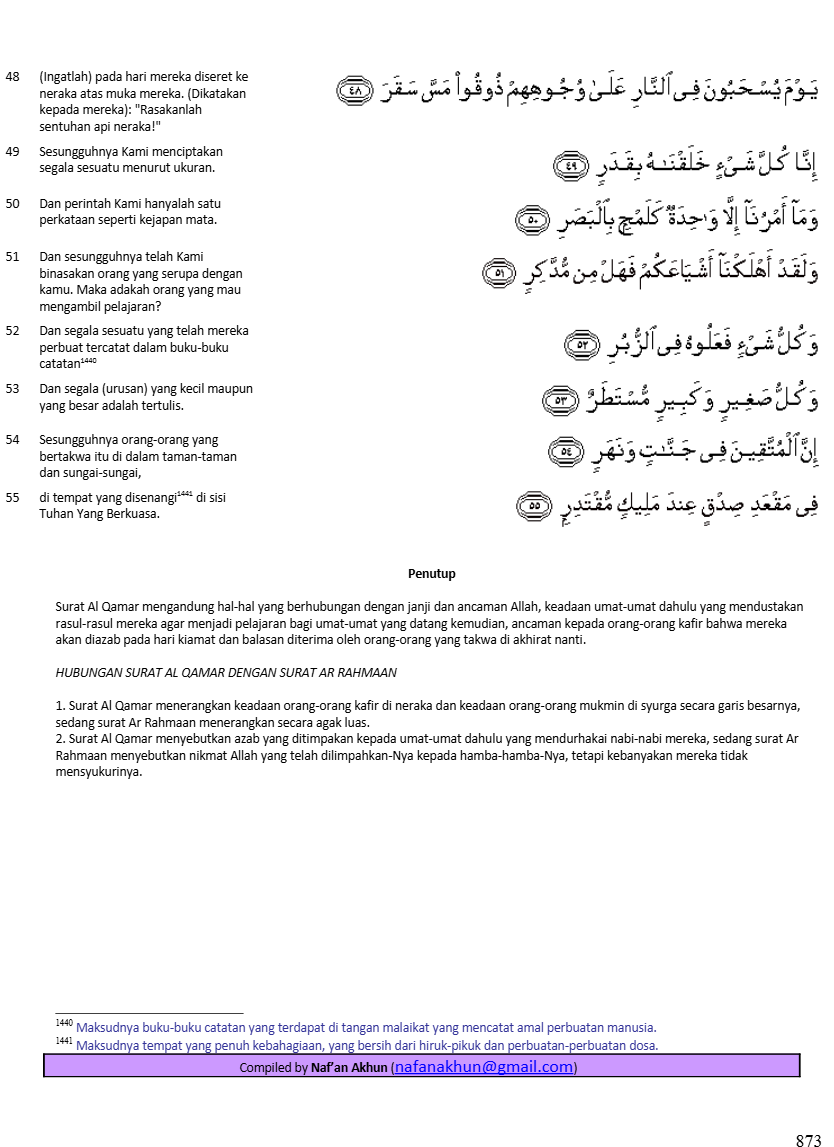 48 (Ingatlah) pada hari mereka diseret ke
neraka atas muka mereka. (Dikatakan
kepada mereka): "Rasakanlah
sentuhan api neraka!"
يَوْمَ يُسْحَبُونَ فِى ٱلنَّارِ عَلَىٰ وُجُوهِهِمْ ذُوقُوا۟ مَسَّ سَقَرَ ٤٨
49 Sesungguhnya Kami menciptakan
segala sesuatu menurut ukuran.
إِنَّا كُلَّ شَىْءٍ خَلَقْنَـٰهُ بِقَدَرٍ ٤٩
50 Dan perintah Kami hanyalah satu
perkataan seperti kejapan mata.
وَمَآ أَمْرُنَآ إِلَّا وَٰحِدَةٌ كَلَمْحٍ بِٱلْبَصَرِ ٥٠
51 Dan sesungguhnya telah Kami
binasakan orang yang serupa dengan
kamu. Maka adakah orang yang mau
mengambil pelajaran?
وَلَقَدْ أَهْلَكْنَآ أَشْيَاعَكُمْ فَهَلْ مِن مُّدَّكِرٍ ٥١
52 Dan segala sesuatu yang telah mereka
perbuat tercatat dalam buku-buku
catatan¹⁴⁴⁰
وَكُلُّ شَىْءٍ فَعَلُوهُ فِى ٱلزُّبُرِ ٥٢
53 Dan segala (urusan) yang kecil maupun
yang besar adalah tertulis.
وَكُلُّ صَغِيرٍ وَكَبِيرٍ مُّسْتَطَرٌ ٥٣
54 Sesungguhnya orang-orang yang
bertakwa itu di dalam taman-taman
dan sungai-sungai,
إِنَّ ٱلْمُتَّقِينَ فِى جَنَّـٰتٍ وَنَهَرٍ ٥٤
55 di tempat yang disenangi¹⁴⁴¹ di sisi
Tuhan Yang Berkuasa.
فِى مَقْعَدِ صِدْقٍ عِندَ مَلِيكٍ مُّقْتَدِرٍۭ ٥٥
Penutup
Surat Al Qamar mengandung hal-hal yang berhubungan dengan janji dan ancaman Allah, keadaan umat-umat dahulu yang mendustakan
rasul-rasul mereka agar menjadi pelajaran bagi umat-umat yang datang kemudian, ancaman kepada orang-orang kafir bahwa mereka
akan diazab pada hari kiamat dan balasan diterima oleh orang-orang yang takwa di akhirat nanti.
HUBUNGAN SURAT AL QAMAR DENGAN SURAT AR RAHMAAN
1. Surat Al Qamar menerangkan keadaan orang-orang kafir di neraka dan keadaan orang-orang mukmin di syurga secara garis besarnya,
sedang surat Ar Rahmaan menerangkan secara agak luas.
2. Surat Al Qamar menyebutkan azab yang ditimpakan kepada umat-umat dahulu yang mendurhakai nabi-nabi mereka, sedang surat Ar
Rahmaan menyebutkan nikmat Allah yang telah dilimpahkan-Nya kepada hamba-hamba-Nya, tetapi kebanyakan mereka tidak
mensyukurinya.
1440 Maksudnya buku-buku catatan yang terdapat di tangan malaikat yang mencatat amal perbuatan manusia.
1441 Maksudnya tempat yang penuh kebahagiaan, yang bersih dari hiruk-pikuk dan perbuatan-perbuatan dosa.
Compiled by Naf’an Akhun (nafanakhun@gmail.com)
873